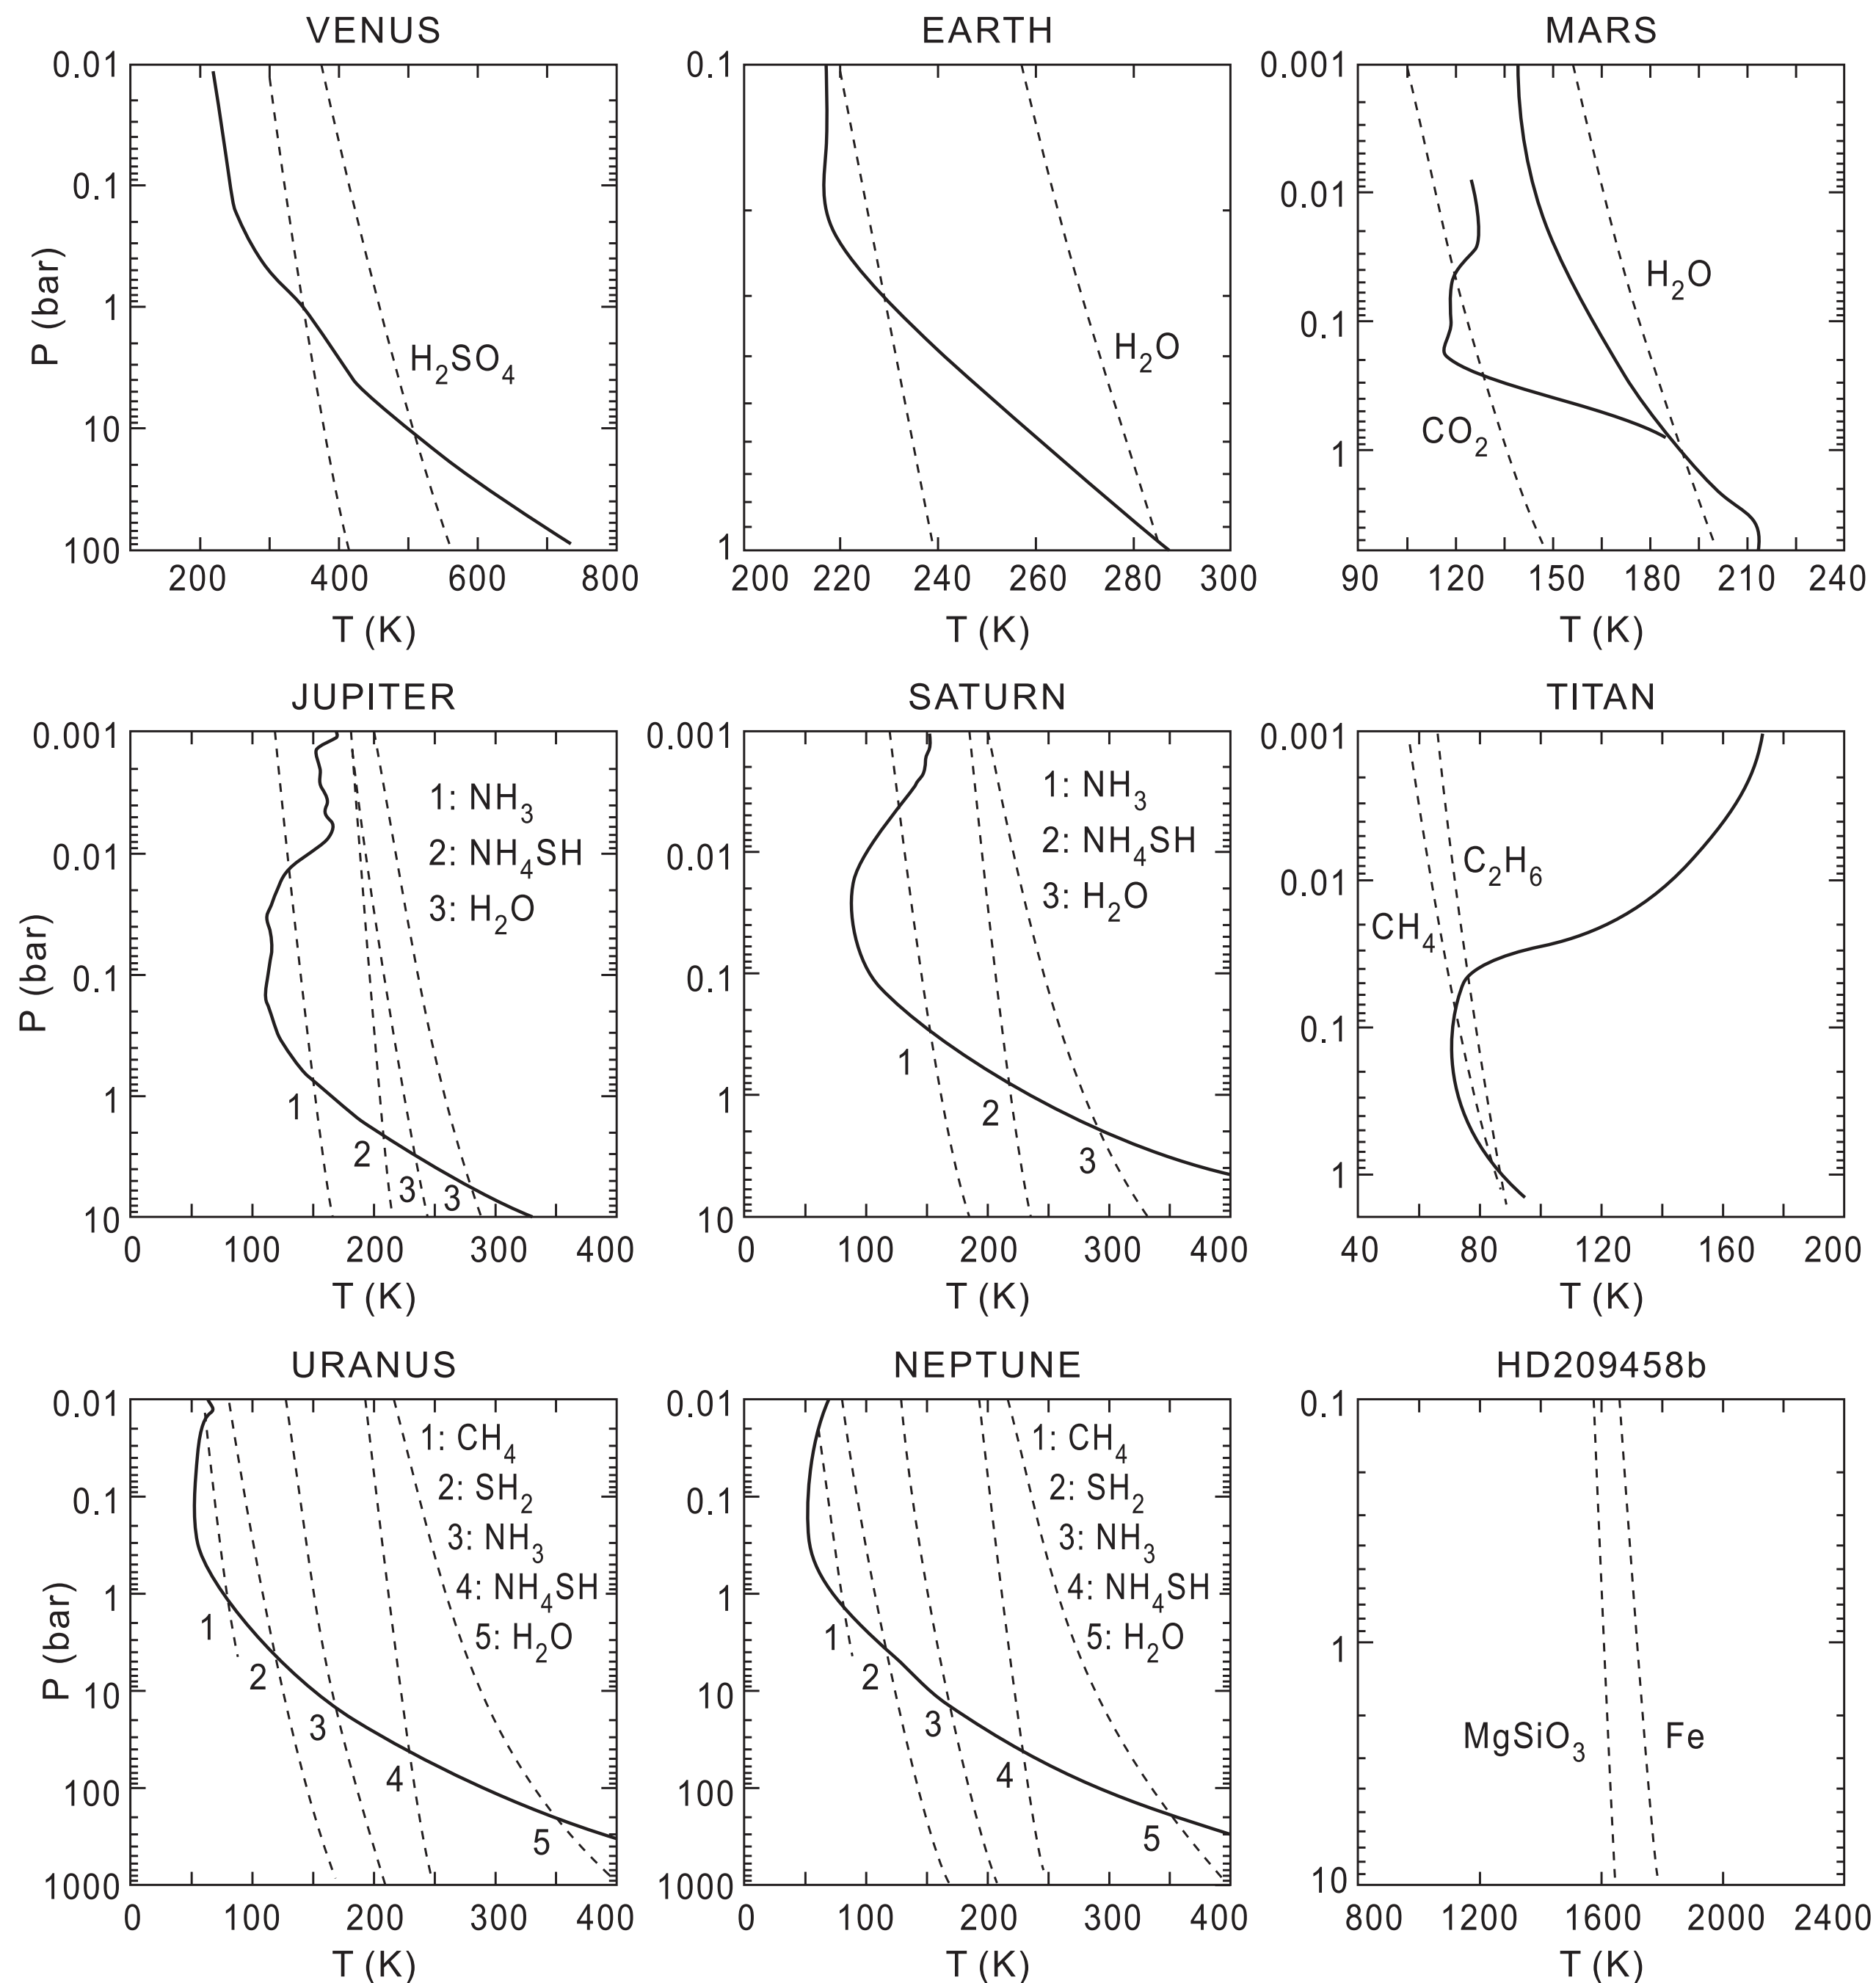 VENUS
0.01
0.1
1
10
100
P (bar)
H₂SO₄
200 400 600 800
T (K)
EARTH
0.1
1
H₂O
200 220 240 260 280 300
T (K)
MARS
0.001
0.01
0.1
1
H₂O
CO₂
90 120 150 180 210 240
T (K)
JUPITER
0.001
0.01
0.1
1
10
P (bar)
1: NH₃
2: NH₄SH
3: H₂O
1
2
3
3
0 100 200 300 400
T (K)
SATURN
0.001
0.01
0.1
1
10
1: NH₃
2: NH₄SH
3: H₂O
1
2
3
0 100 200 300 400
T (K)
TITAN
0.001
0.01
0.1
1
C₂H₆
CH₄
40 80 120 160 200
T (K)
URANUS
0.01
0.1
1
10
100
1000
P (bar)
1: CH₄
2: SH₂
3: NH₃
4: NH₄SH
5: H₂O
1
2
3
4
5
0 100 200 300 400
T (K)
NEPTUNE
0.01
0.1
1
10
100
1000
1: CH₄
2: SH₂
3: NH₃
4: NH₄SH
5: H₂O
1
2
3
4
5
0 100 200 300 400
T (K)
HD209458b
0.1
1
10
MgSiO₃ Fe
800 1200 1600 2000 2400
T (K)